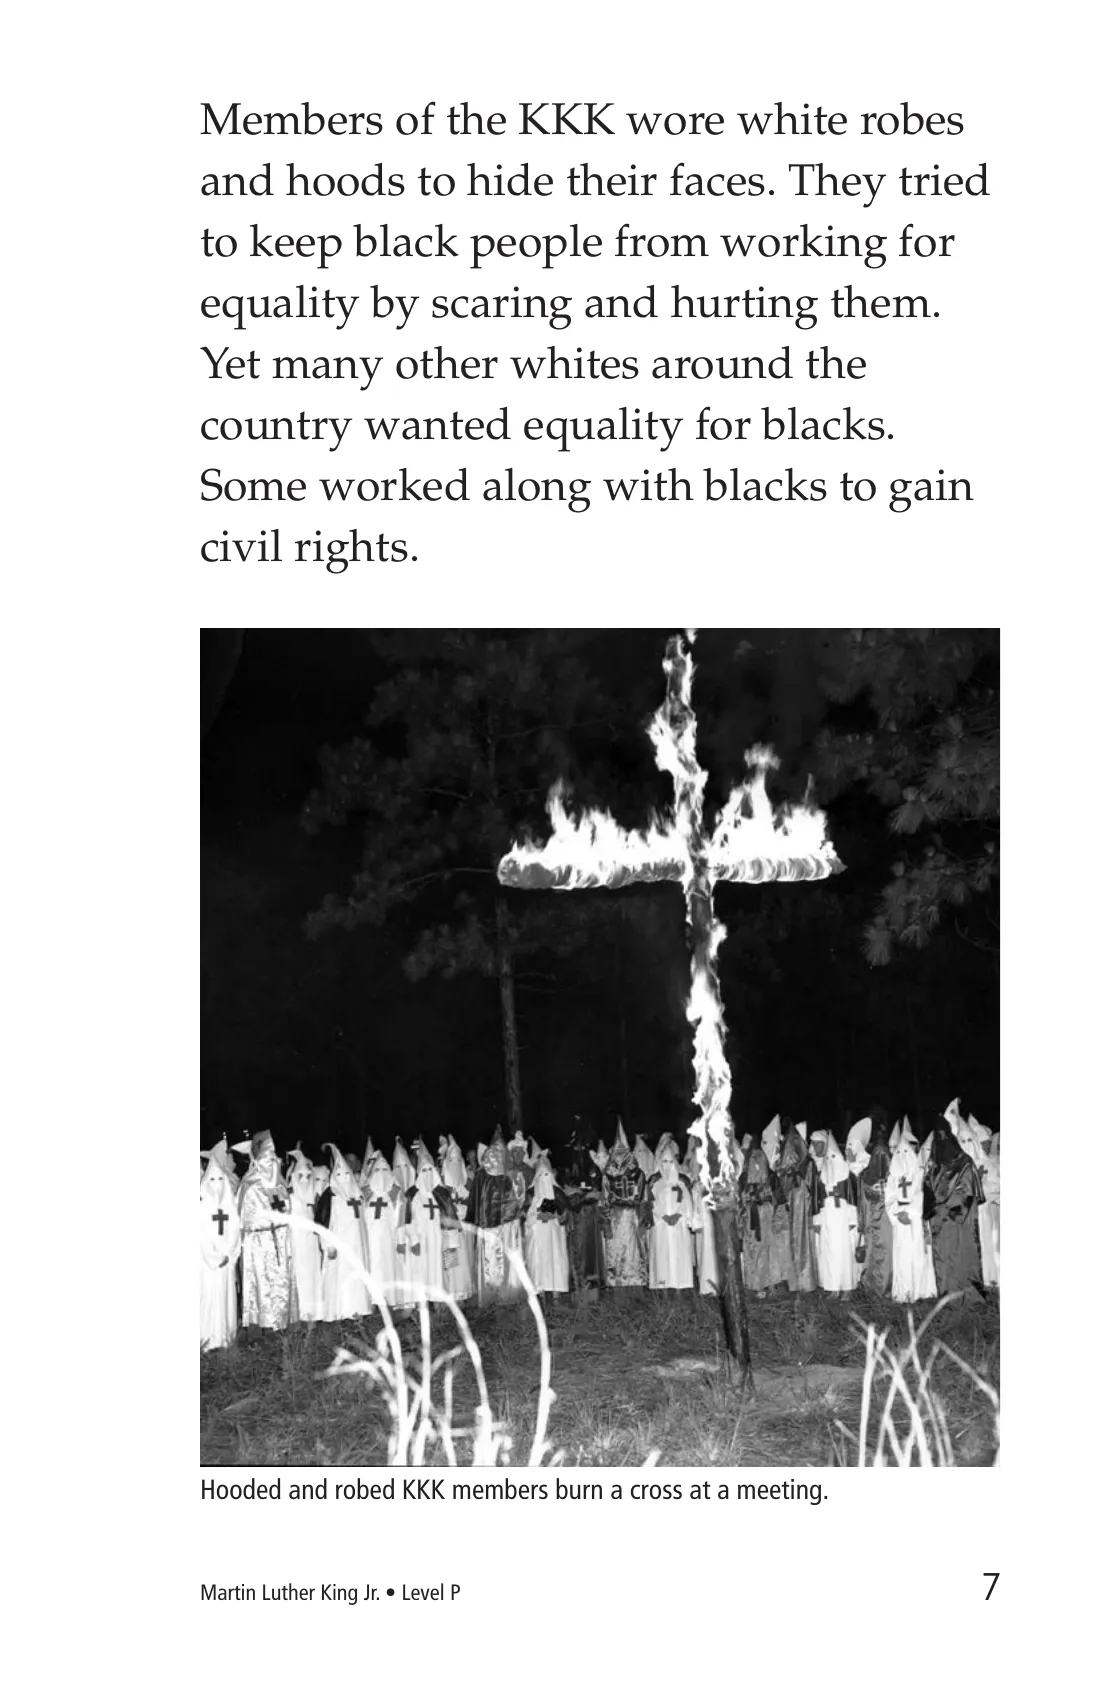 Members of the KKK wore white robes
and hoods to hide their faces. They tried
to keep black people from working for
equality by scaring and hurting them.
Yet many other whites around the
country wanted equality for blacks.
Some worked along with blacks to gain
civil rights.
Hooded and robed KKK members burn a cross at a meeting.
Martin Luther King Jr. • Level P
7